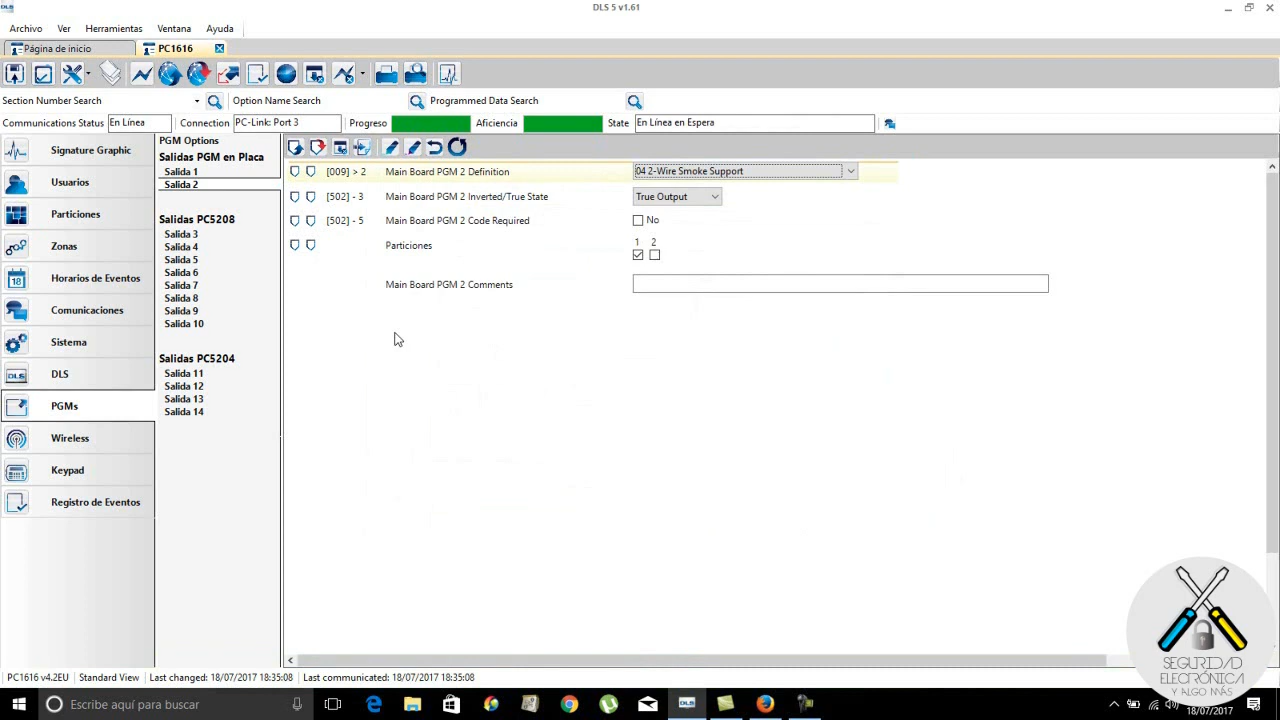 DLS 5 v1.61
Archivo Ver Herramientas Ventana Ayuda
Página de inicio PC1616
Section Number Search Option Name Search Programmed Data Search
Communications Status En Línea Connection PC-Link: Port 3 Progreso Aficiencia State En Línea en Espera
Signature Graphic
Usuarios
Particiones
Zonas
18 Horarios de Eventos
Comunicaciones
Sistema
DLS DLS
PGMs
Wireless
Keypad
Registro de Eventos
PGM Options
Salidas PGM en Placa
Salida 1
Salida 2
Salidas PC5208
Salida 3
Salida 4
Salida 5
Salida 6
Salida 7
Salida 8
Salida 9
Salida 10
Salidas PC5204
Salida 11
Salida 12
Salida 13
Salida 14
[009] > 2 Main Board PGM 2 Definition 04 2-Wire Smoke Support
[502] - 3 Main Board PGM 2 Inverted/True State True Output
[502] - 5 Main Board PGM 2 Code Required No
Particiones 1 2
Main Board PGM 2 Comments
SEGURIDAD
ELECTRÓNICA
Y ALGO MÁS
PC1616 v4.2EU Standard View Last changed: 18/07/2017 18:35:08 Last communicated: 18/07/2017 18:35:08
Escribe aquí para buscar
DLS
18/07/2017